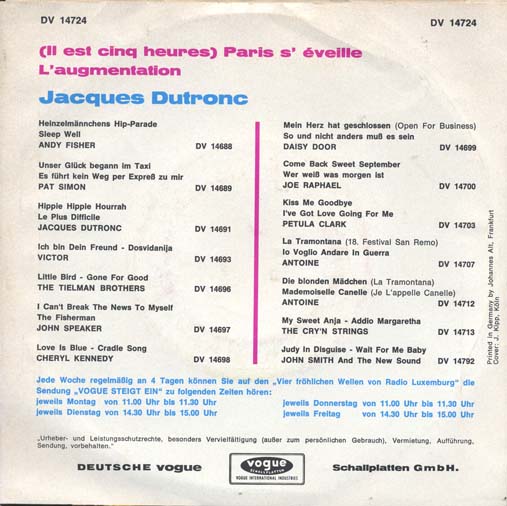 DV 14724
DV 14724
(Il est cinq heures) Paris s' éveille
L'augmentation
Jacques Dutronc
Heinzelmännchens Hip-Parade
Sleep Well
ANDY FISHER DV 14688
Unser Glück begann im Taxi
Es führt kein Weg per Expreß zu mir
PAT SIMON DV 14689
Hippie Hippie Hourrah
Le Plus Difficile
JACQUES DUTRONC DV 14691
Ich bin Dein Freund - Dosvidanija
VICTOR DV 14693
Little Bird - Gone For Good
THE TIELMAN BROTHERS DV 14696
I Can't Break The News To Myself
The Fisherman
JOHN SPEAKER DV 14697
Love Is Blue - Cradle Song
CHERYL KENNEDY DV 14698
Mein Herz hat geschlossen (Open For Business)
So und nicht anders muß es sein
DAISY DOOR DV 14699
Come Back Sweet September
Wer weiß was morgen ist
JOE RAPHAEL DV 14700
Kiss Me Goodbye
I've Got Love Going For Me
PETULA CLARK DV 14703
La Tramontana (18. Festival San Remo)
Io Voglio Andare In Guerra
ANTOINE DV 14707
Die blonden Mädchen (La Tramontana)
Mademoiselle Canelle (Je L'appelle Canelle)
ANTOINE DV 14712
My Sweet Anja - Addio Margaretha
THE CRY'N STRINGS DV 14713
Judy In Disguise - Wait For Me Baby
JOHN SMITH And The New Sound DV 14792
Printed in Germany by Johannes Alt, Frankfurt
Cover: J. Kipp, Köln
Jede Woche regelmäßig an 4 Tagen können Sie auf den „Vier fröhlichen Wellen von Radio Luxemburg" die
Sendung „VOGUE STEIGT EIN" zu folgenden Zeiten hören:
jeweils Montag von 11.00 Uhr bis 11.30 Uhr jeweils Donnerstag von 11.00 Uhr bis 11.30 Uhr
jeweils Dienstag von 14.30 Uhr bis 15.00 Uhr jeweils Freitag von 14.30 Uhr bis 15.00 Uhr
„Urheber- und Leistungsschutzrechte, besonders Vervielfältigung (außer zum persönlichen Gebrauch), Vermietung, Aufführung,
Sendung, vorbehalten."
DEUTSCHE vogue
vogue
SCHALLPLATTEN
VOGUE INTERNATIONAL INDUSTRIES
Schallplatten GmbH.